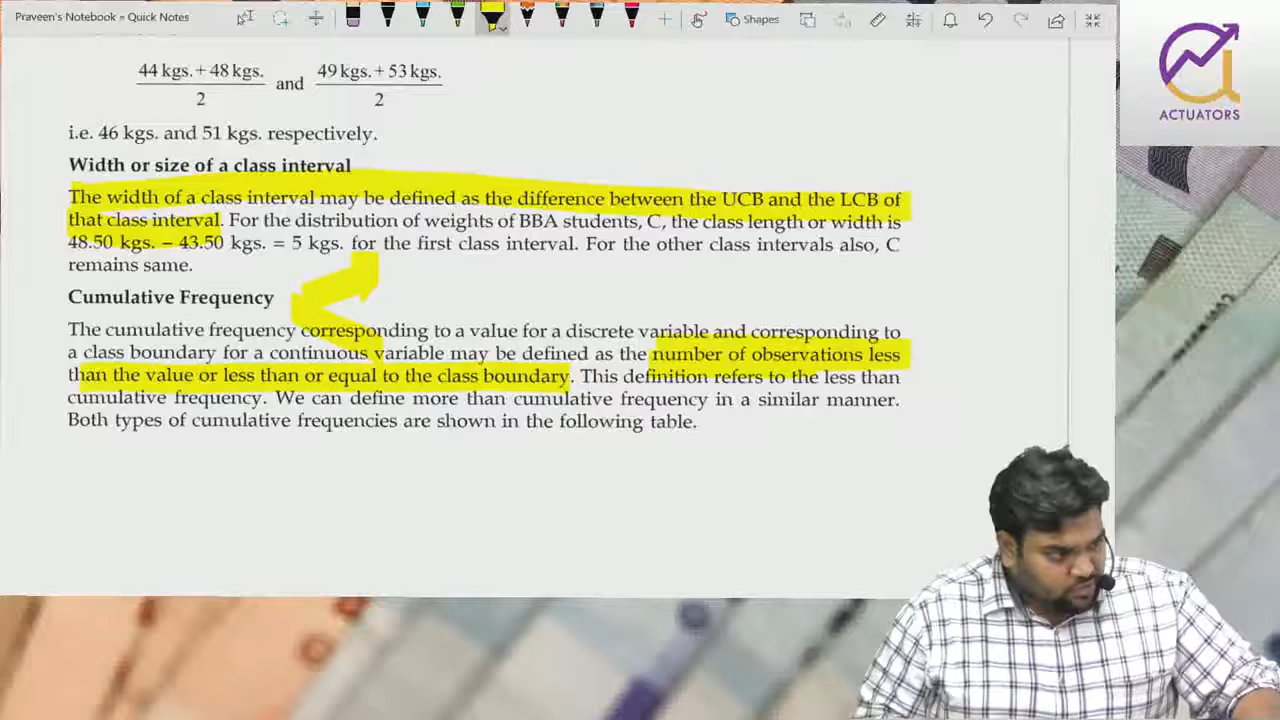 Praveen's Notebook » Quick Notes
Shapes
ACTUATORS
44 kgs. + 48 kgs. / 2 and 49 kgs. + 53 kgs. / 2
i.e. 46 kgs. and 51 kgs. respectively.
Width or size of a class interval
The width of a class interval may be defined as the difference between the UCB and the LCB of
that class interval. For the distribution of weights of BBA students, C, the class length or width is
48.50 kgs. – 43.50 kgs. = 5 kgs. for the first class interval. For the other class intervals also, C
remains same.
Cumulative Frequency
The cumulative frequency corresponding to a value for a discrete variable and corresponding to
a class boundary for a continuous variable may be defined as the number of observations less
than the value or less than or equal to the class boundary. This definition refers to the less than
cumulative frequency. We can define more than cumulative frequency in a similar manner.
Both types of cumulative frequencies are shown in the following table.